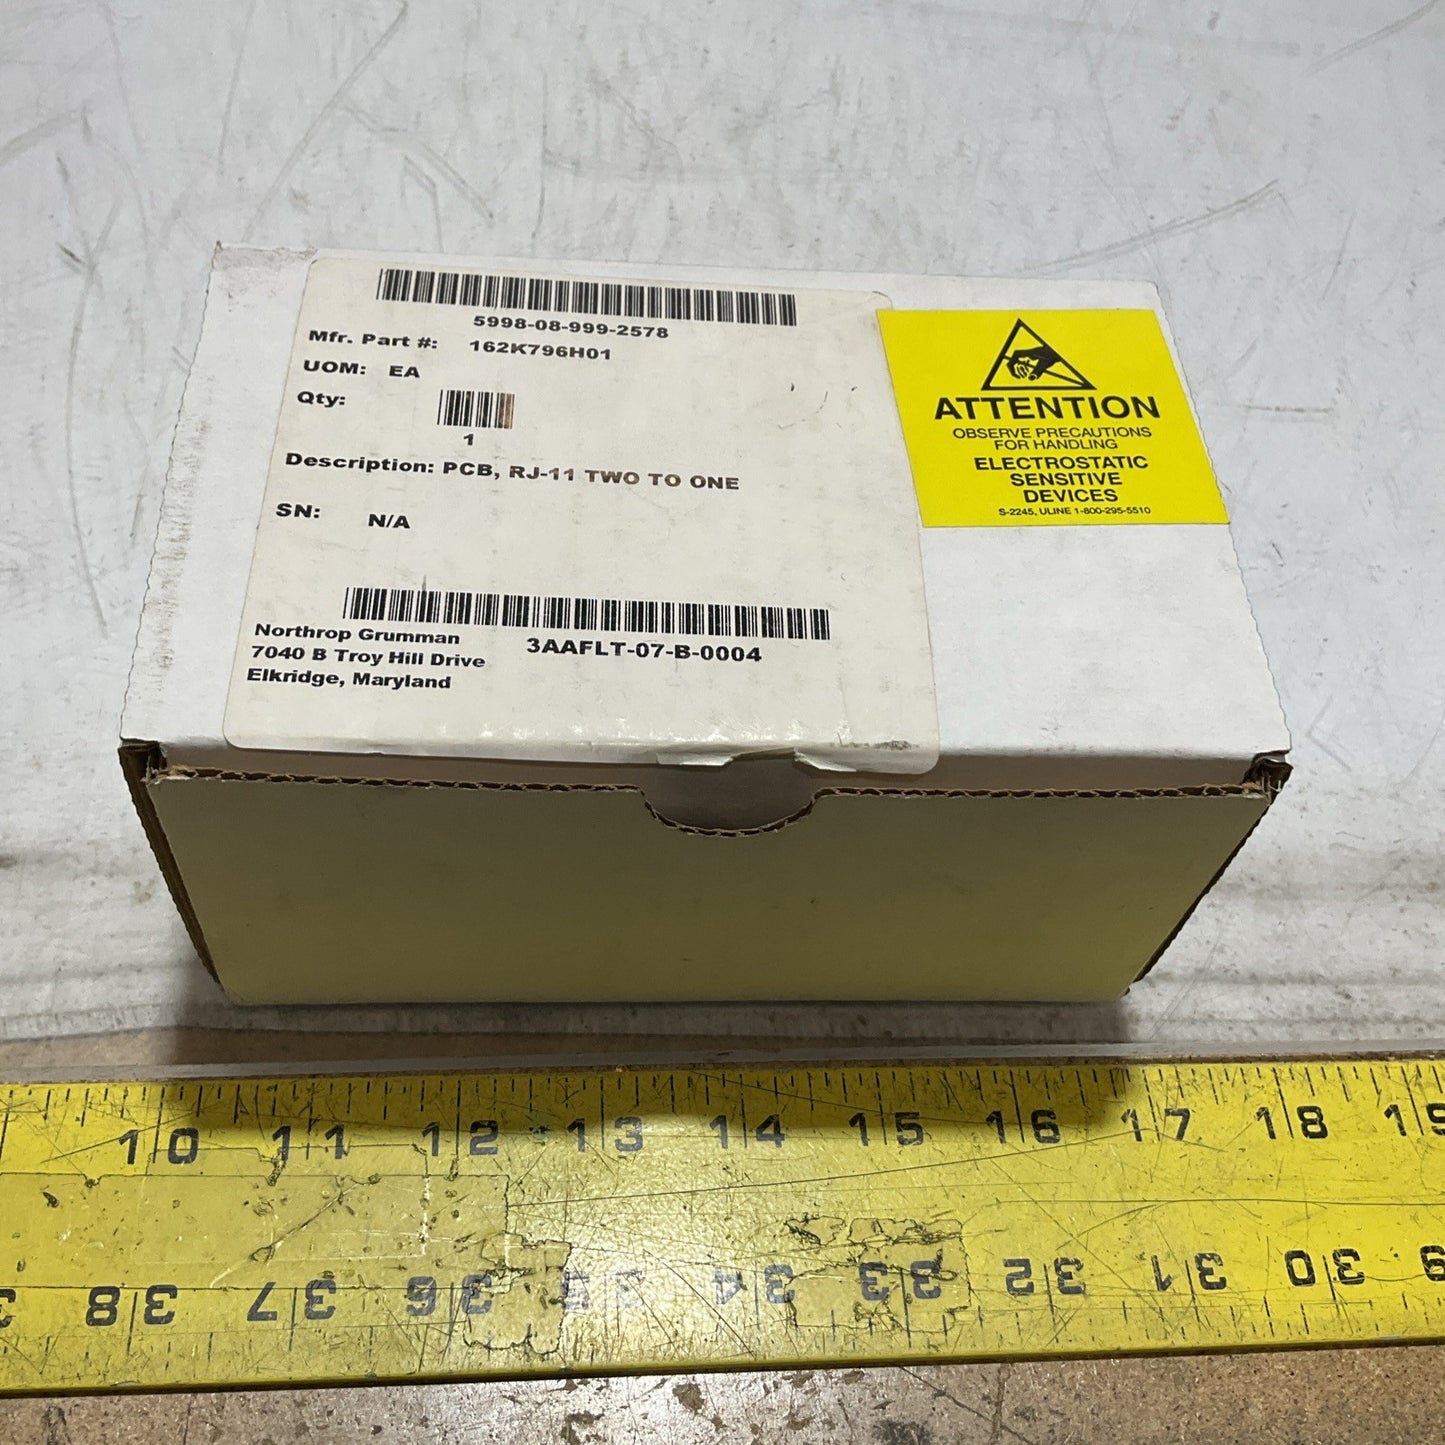 5998-08-999-2578
Mfr. Part #: 162K796H01
UOM: EA
Qty:
1
Description: PCB, RJ-11 TWO TO ONE
SN: N/A
Northrop Grumman
7040 B Troy Hill Drive
Elkridge, Maryland
3AAFLT-07-B-0004
ATTENTION
OBSERVE PRECAUTIONS
FOR HANDLING
ELECTROSTATIC
SENSITIVE
DEVICES
S-2245, ULINE 1-800-295-5510
10 11 12 13 14 15 16 17 18 19
38 37 36 35 34 33 32 31 30